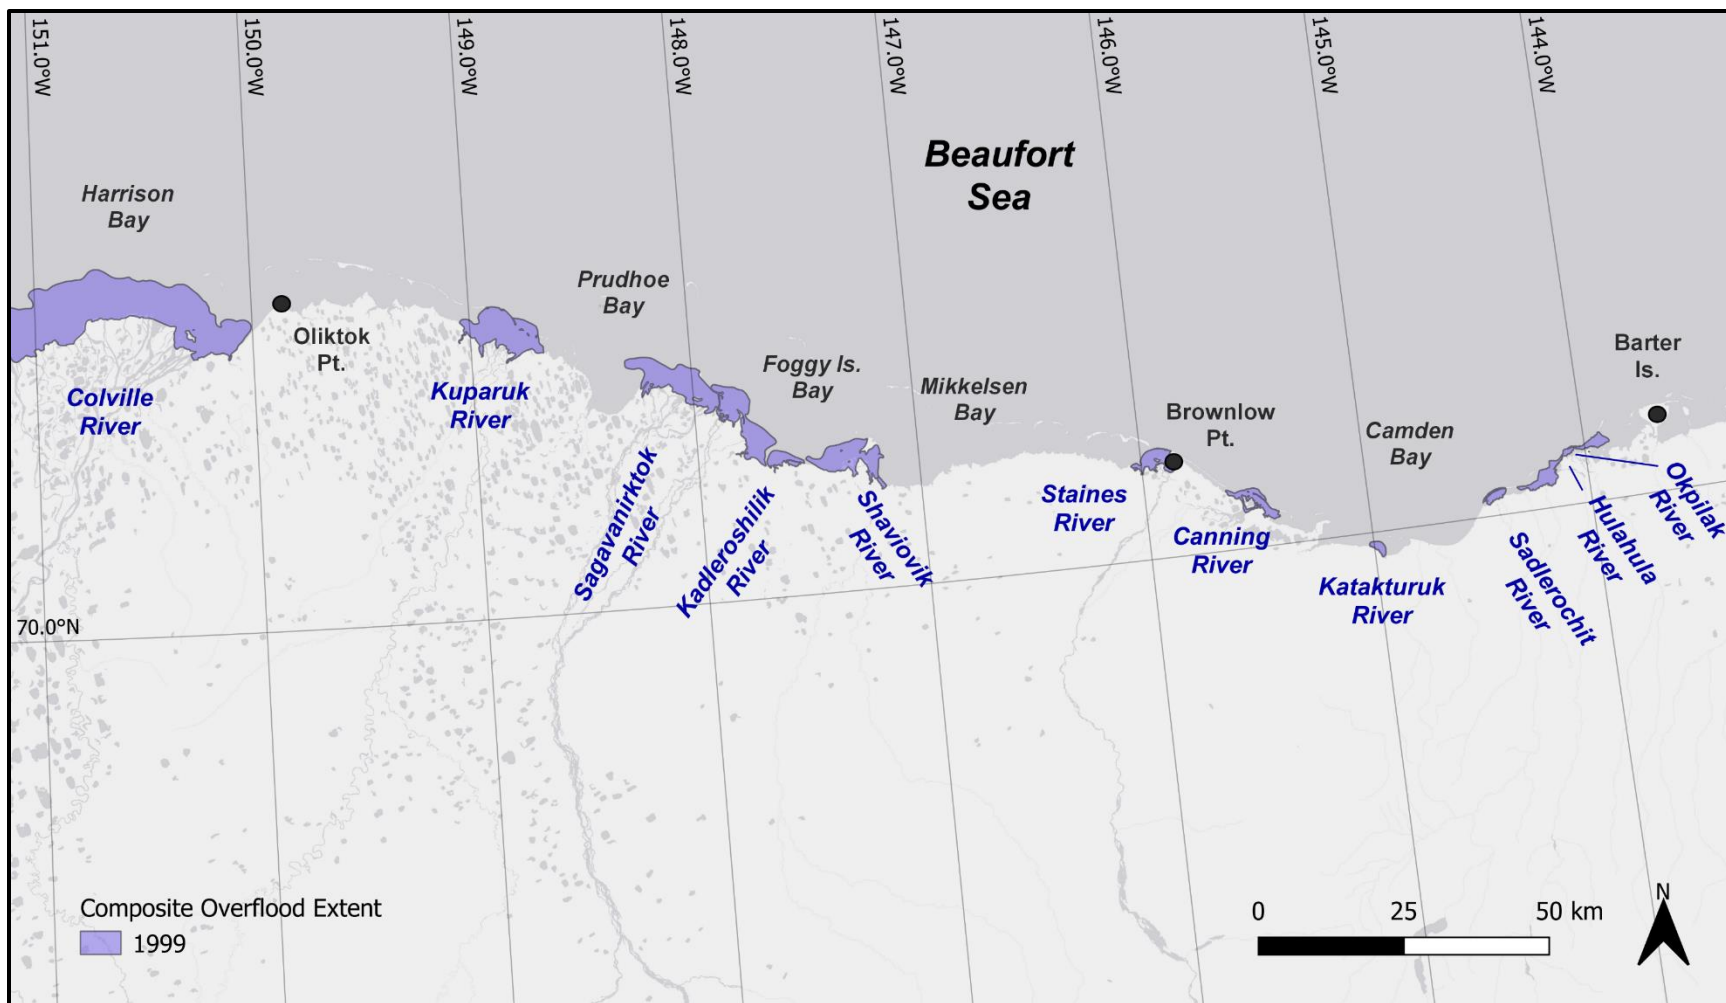 151.0°W
150.0°W
149.0°W
148.0°W
147.0°W
146.0°W
145.0°W
144.0°W
Beaufort
Sea
Harrison
Bay
Prudhoe
Bay
Oliktok
Pt.
Foggy Is.
Bay
Mikkelsen
Bay
Brownlow
Pt.
Camden
Bay
Barter
Is.
Colville
River
Kuparuk
River
Sagavanirktok
River
Kadleroshilik
River
Shaviovik
River
Staines
River
Canning
River
Katakturuk
River
Sadlerochit
River
Hulahula
River
Okpilak
River
70.0°N
Composite Overflood Extent
1999
0 25 50 km
N